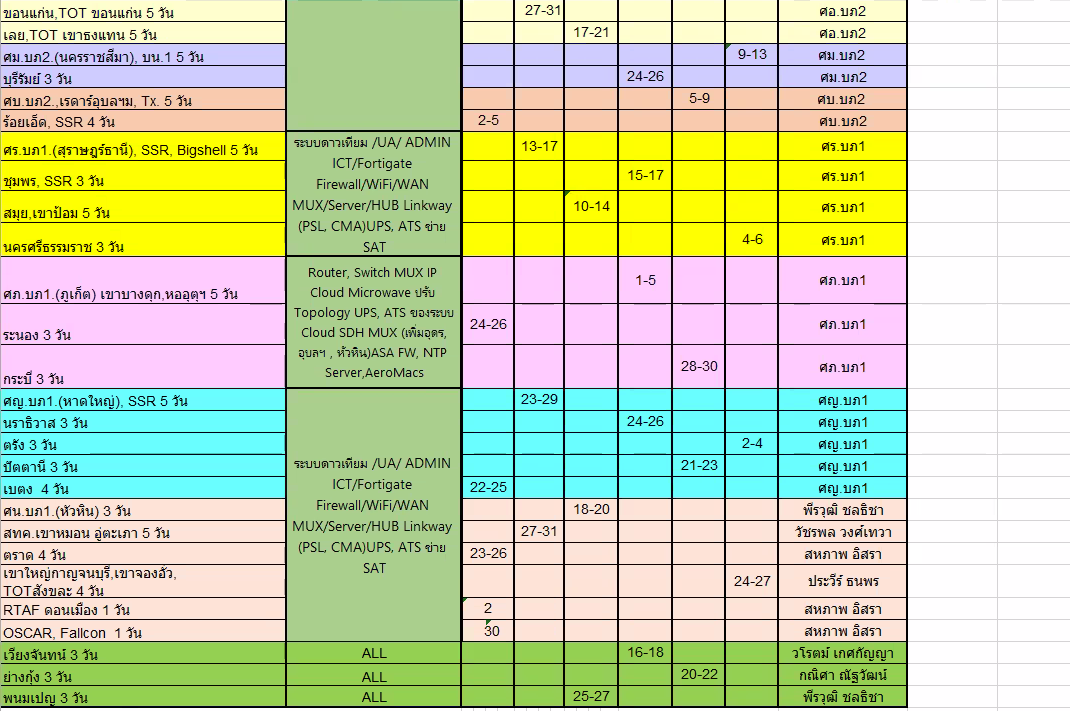 ขอนแก่น,TOT ขอนแก่น 5 วัน 27-31 ศอ.บภ2
เลย,TOT เขาธงแทน 5 วัน 17-21 ศอ.บภ2
ศม.บภ2.(นครราชสีมา), บน.1 5 วัน 9-13 ศม.บภ2
บุรีรัมย์ 3 วัน 24-26 ศม.บภ2
ศบ.บภ2.,เรดาร์อุบลฯม, Tx. 5 วัน 5-9 ศบ.บภ2
ร้อยเอ็ด, SSR 4 วัน 2-5 ศบ.บภ2
ระบบดาวเทียม /UA/ ADMIN
ICT/Fortigate
Firewall/WiFi/WAN
MUX/Server/HUB Linkway
(PSL, CMA)UPS, ATS ข่าย
SAT
ศร.บภ1.(สุราษฎร์ธานี), SSR, Bigshell 5 วัน 13-17 ศร.บภ1
ชุมพร, SSR 3 วัน 15-17 ศร.บภ1
สมุย,เขาป้อม 5 วัน 10-14 ศร.บภ1
นครศรีธรรมราช 3 วัน 4-6 ศร.บภ1
Router, Switch MUX IP
Cloud Microwave ปรับ
Topology UPS, ATS ของระบบ
Cloud SDH MUX (เพิ่มอุดร,
อุบลฯ , หัวหิน)ASA FW, NTP
Server,AeroMacs
ศภ.บภ1.(ภูเก็ต) เขาบางดุก,หออุตุฯ 5 วัน 1-5 ศภ.บภ1
ระนอง 3 วัน 24-26 ศภ.บภ1
กระบี่ 3 วัน 28-30 ศภ.บภ1
ศญ.บภ1.(หาดใหญ่), SSR 5 วัน 23-29 ศญ.บภ1
นราธิวาส 3 วัน 24-26 ศญ.บภ1
ตรัง 3 วัน 2-4 ศญ.บภ1
ปัตตานี 3 วัน 21-23 ศญ.บภ1
เบตง 4 วัน 22-25 ศญ.บภ1
ระบบดาวเทียม /UA/ ADMIN
ICT/Fortigate
Firewall/WiFi/WAN
MUX/Server/HUB Linkway
(PSL, CMA)UPS, ATS ข่าย
SAT
ศน.บภ1.(หัวหิน) 3 วัน 18-20 พีรวุฒิ ชลธิชา
สทค.เขาหมอน อู่ตะเภา 5 วัน 27-31 วัชรพล วงศ์เทวา
ตราด 4 วัน 23-26 สหภาพ อิสรา
เขาใหญ่กาญจนบุรี,เขาจองอั่ว,
TOTสังขละ 4 วัน 24-27 ประวีร์ ธนพร
RTAF ดอนเมือง 1 วัน 2 สหภาพ อิสรา
OSCAR, Fallcon 1 วัน 30 สหภาพ อิสรา
เวียงจันทน์ 3 วัน ALL 16-18 วโรตม์ เกศกัญญา
ย่างกุ้ง 3 วัน ALL 20-22 กณิศา ณัฐวัฒน์
พนมเปญ 3 วัน ALL 25-27 พีรวุฒิ ชลธิชา